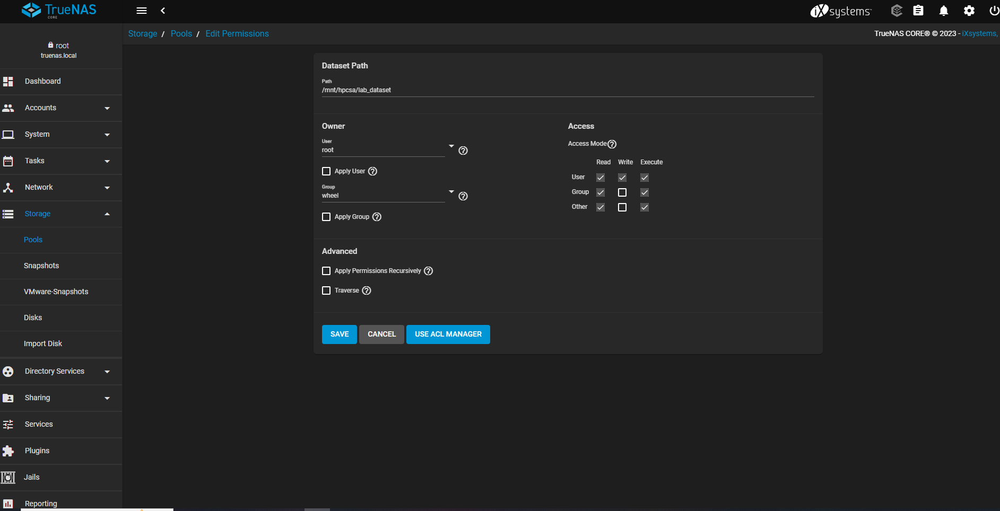 TrueNAS
CORE
iXsystems™
Storage / Pools / Edit Permissions
TrueNAS CORE® © 2023 - iXsystems,
root
truenas.local
Dashboard
Accounts
System
Tasks
Network
Storage
Pools
Snapshots
VMware-Snapshots
Disks
Import Disk
Directory Services
Sharing
Services
Plugins
Jails
Reporting
Dataset Path
Path
/mnt/hpcsa/lab_dataset
Owner
User
root
Apply User
Group
wheel
Apply Group
Access
Access Mode
Read Write Execute
User
Group
Other
Advanced
Apply Permissions Recursively
Traverse
SAVE CANCEL USE ACL MANAGER